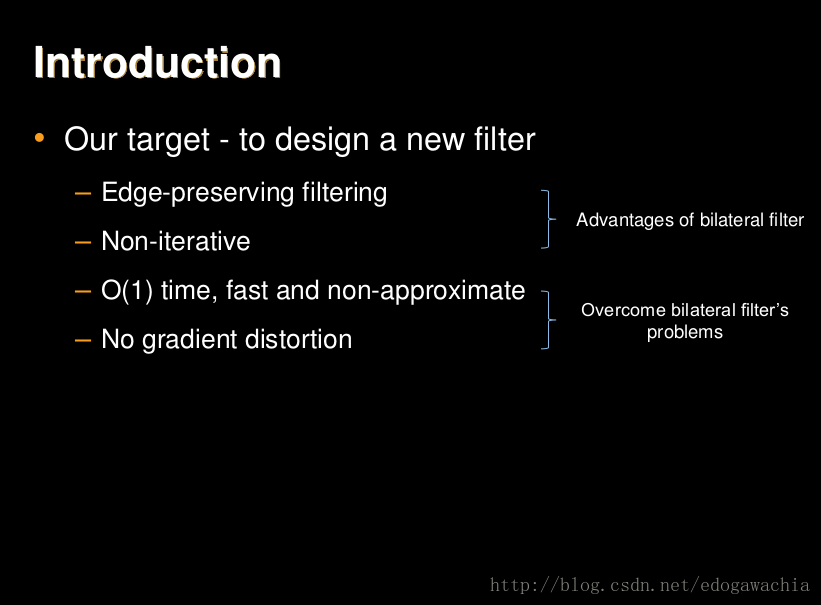 Introduction
• Our target - to design a new filter
– Edge-preserving filtering
– Non-iterative
Advantages of bilateral filter
– O(1) time, fast and non-approximate
– No gradient distortion
Overcome bilateral filter’s
problems
http://blog.csdn.net/edogawachia